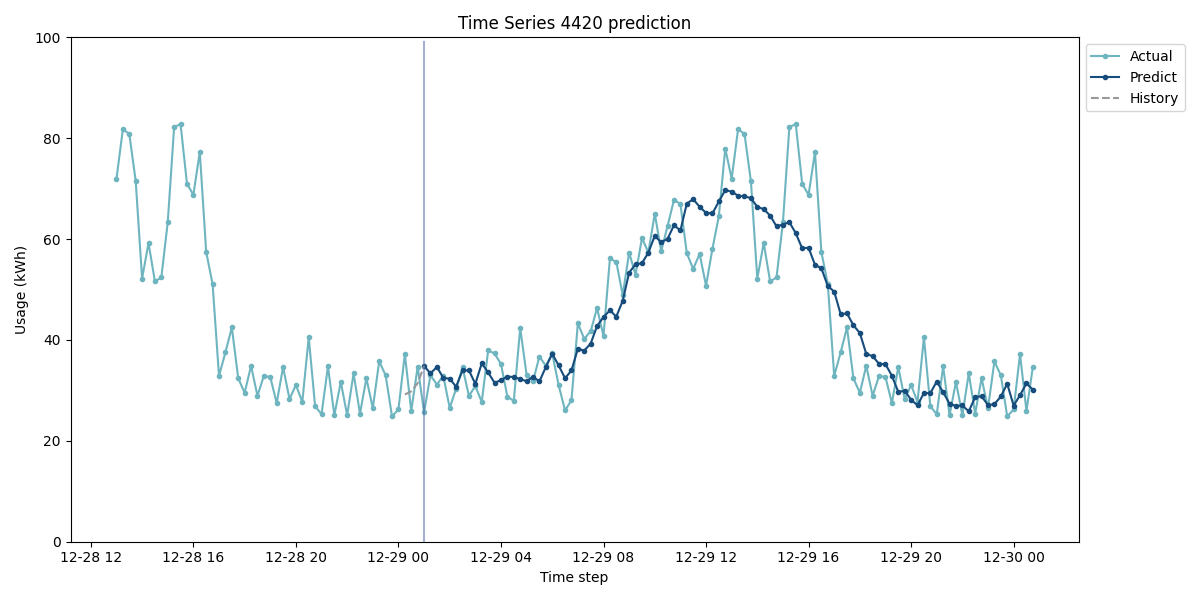 Time Series 4420 prediction
100
80
60
40
20
0
Usage (kWh)
12-28 12
12-28 16
12-28 20
12-29 00
12-29 04
12-29 08
12-29 12
12-29 16
12-29 20
12-30 00
Time step
Actual
Predict
History